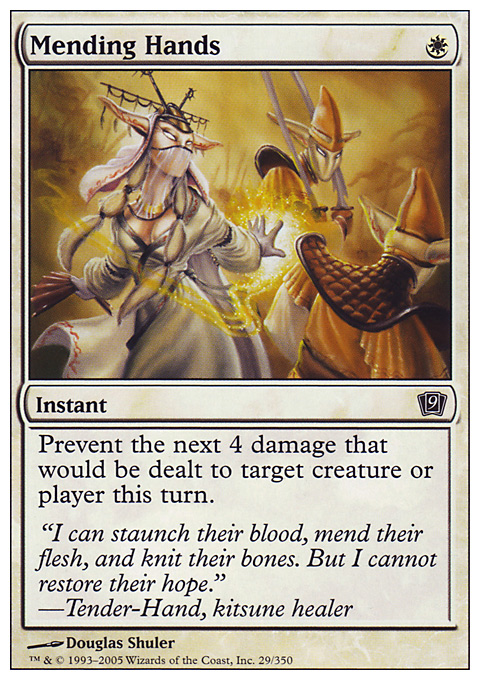 Mending Hands
Instant
9
Prevent the next 4 damage that
would be dealt to target creature or
player this turn.
“I can staunch their blood, mend their
flesh, and knit their bones. But I cannot
restore their hope.”
—Tender-Hand, kitsune healer
Douglas Shuler
™ & © 1993–2005 Wizards of the Coast, Inc. 29/350